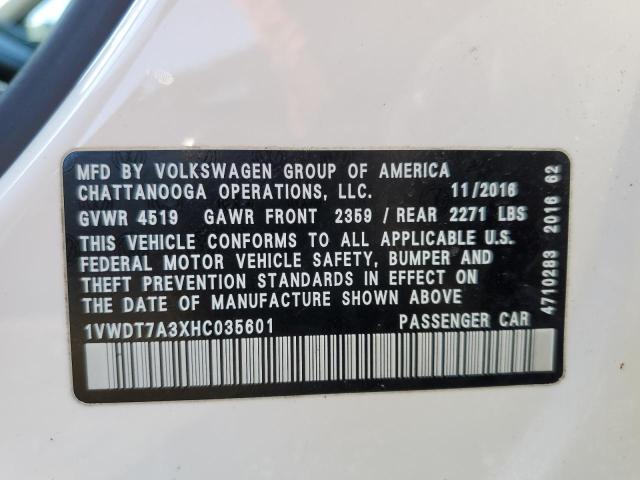 MFD BY VOLKSWAGEN GROUP OF AMERICA
CHATTANOOGA OPERATIONS, LLC. 11/2016
GVWR 4519 GAWR FRONT 2359 / REAR 2271 LBS
THIS VEHICLE CONFORMS TO ALL APPLICABLE U.S.
FEDERAL MOTOR VEHICLE SAFETY, BUMPER AND
THEFT PREVENTION STANDARDS IN EFFECT ON
THE DATE OF MANUFACTURE SHOWN ABOVE
1VWDT7A3XHC035601 PASSENGER CAR
4710283 2016 62